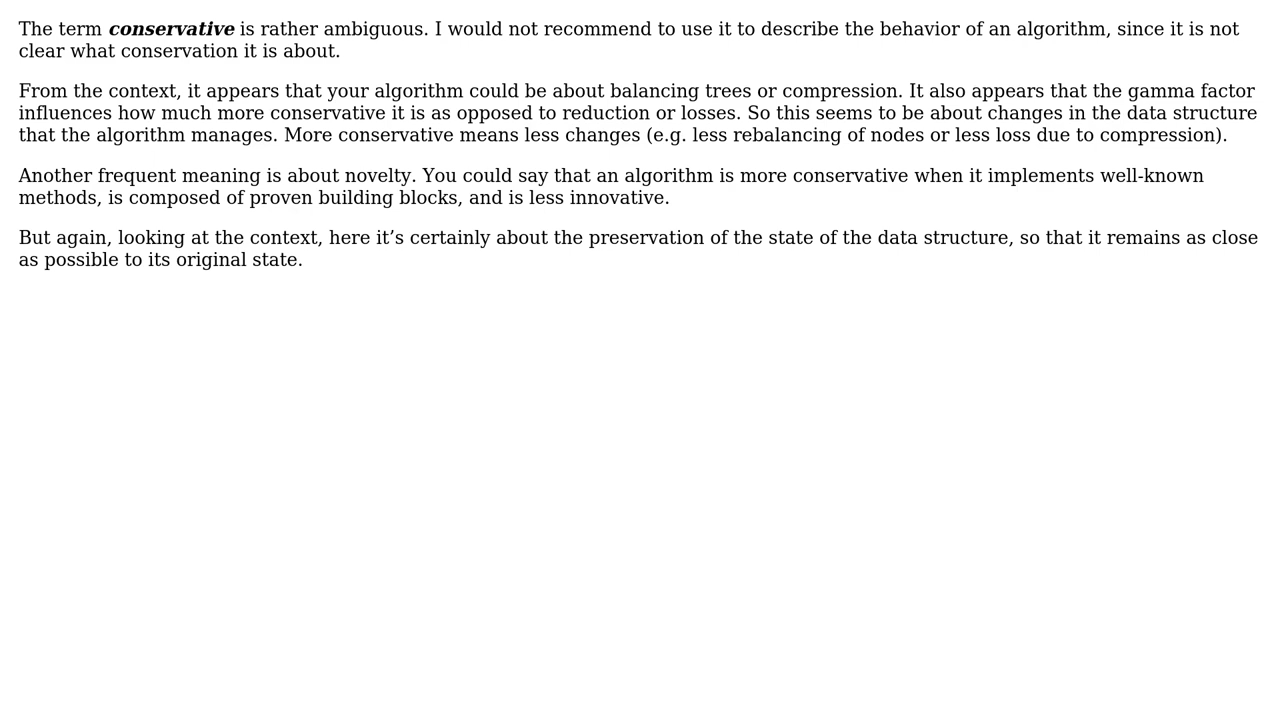 The term conservative is rather ambiguous. I would not recommend to use it to describe the behavior of an algorithm, since it is not
clear what conservation it is about.
From the context, it appears that your algorithm could be about balancing trees or compression. It also appears that the gamma factor
influences how much more conservative it is as opposed to reduction or losses. So this seems to be about changes in the data structure
that the algorithm manages. More conservative means less changes (e.g. less rebalancing of nodes or less loss due to compression).
Another frequent meaning is about novelty. You could say that an algorithm is more conservative when it implements well-known
methods, is composed of proven building blocks, and is less innovative.
But again, looking at the context, here it’s certainly about the preservation of the state of the data structure, so that it remains as close
as possible to its original state.